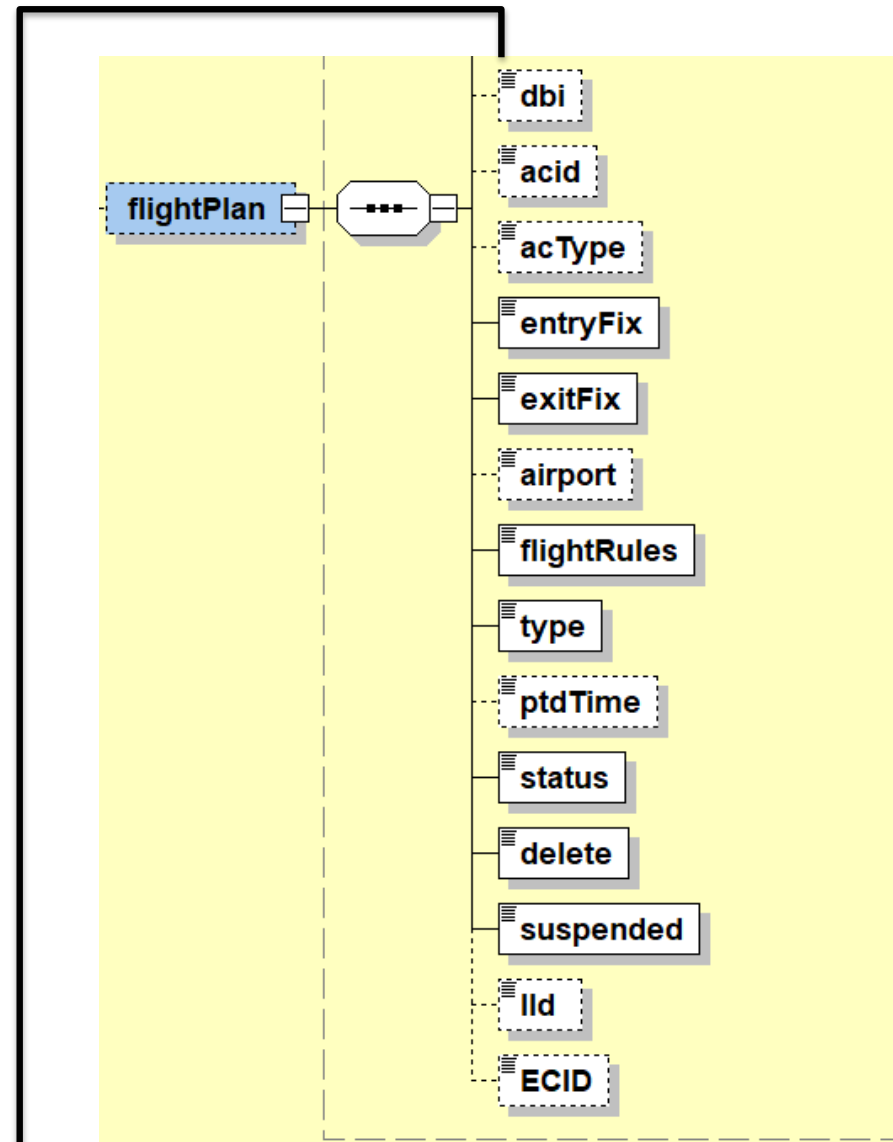 dbi
acid
acType
flightPlan
entryFix
exitFix
airport
flightRules
type
ptdTime
status
delete
suspended
lld
ECID